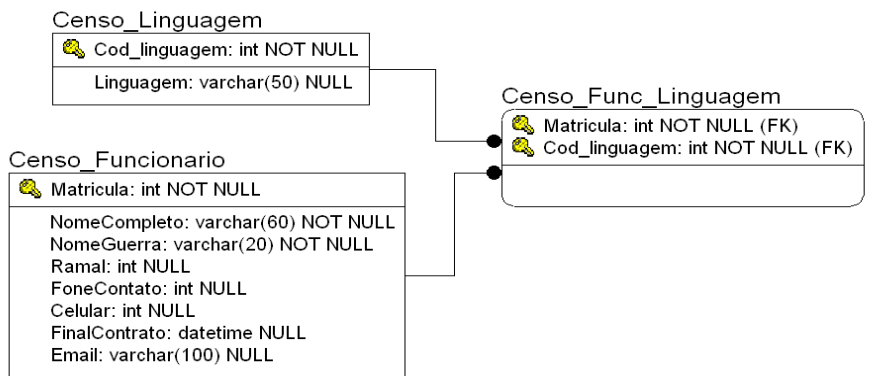 Censo_Linguagem
Cod_linguagem: int NOT NULL
Linguagem: varchar(50) NULL
Censo_Func_Linguagem
Matricula: int NOT NULL (FK)
Cod_linguagem: int NOT NULL (FK)
Censo_Funcionario
Matricula: int NOT NULL
NomeCompleto: varchar(60) NOT NULL
NomeGuerra: varchar(20) NOT NULL
Ramal: int NULL
FoneContato: int NULL
Celular: int NULL
FinalContrato: datetime NULL
Email: varchar(100) NULL